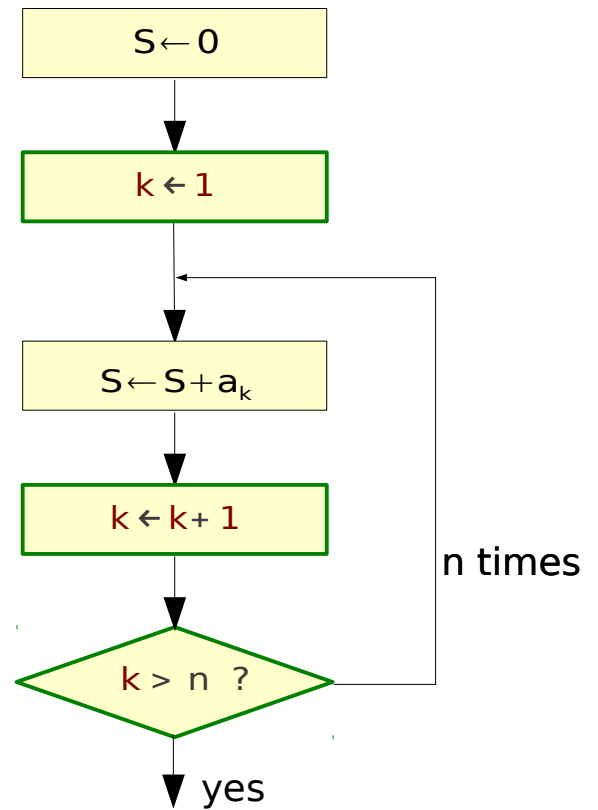 S←0
k ← 1
S←S+aₖ
k ← k + 1
n times
k > n ?
yes